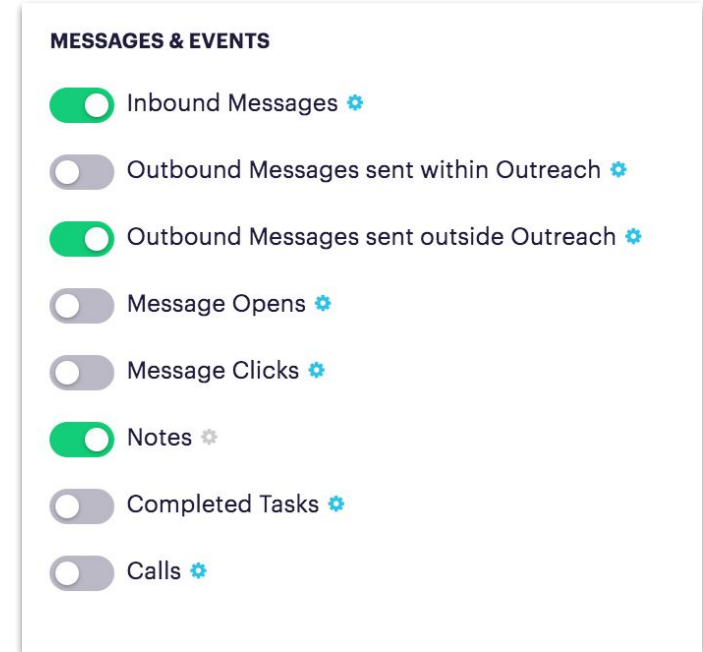 MESSAGES & EVENTS
Inbound Messages
Outbound Messages sent within Outreach
Outbound Messages sent outside Outreach
Message Opens
Message Clicks
Notes
Completed Tasks
Calls